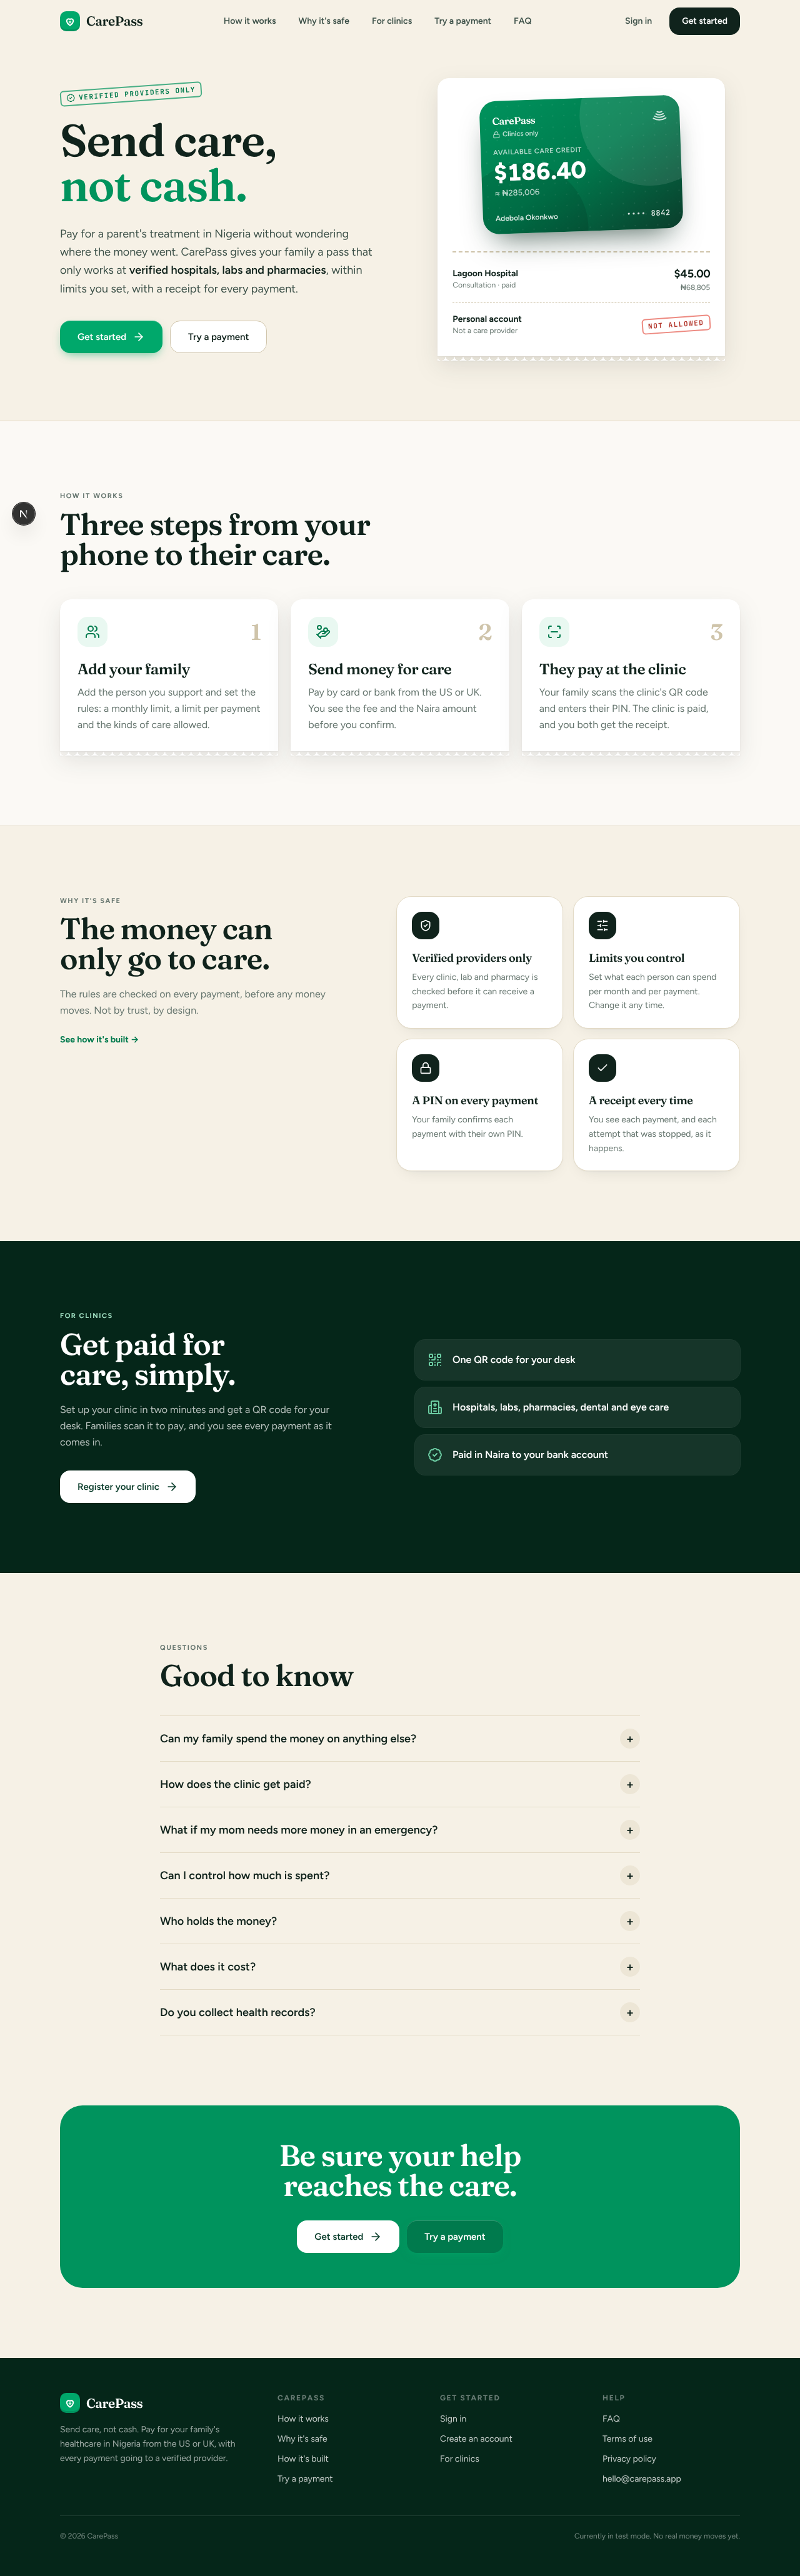 CarePass
How it works
Why it's safe
For clinics
Try a payment
FAQ
Sign in
Get started
VERIFIED PROVIDERS ONLY
Send care,
not cash.
Pay for a parent's treatment in Nigeria without wondering
where the money went. CarePass gives your family a pass that
only works at verified hospitals, labs and pharmacies, within
limits you set, with a receipt for every payment.
Get started →
Try a payment
CarePass
Clinics only
AVAILABLE CARE CREDIT
$186.40
≈ ₦285,006
Adebola Okonkwo
•••• 8842
Lagoon Hospital
$45.00
Consultation · paid
₦68,805
Personal account
Not a care provider
NOT ALLOWED
HOW IT WORKS
Three steps from your
phone to their care.
1
Add your family
Add the person you support and set the
rules: a monthly limit, a limit per payment
and the kinds of care allowed.
2
Send money for care
Pay by card or bank from the US or UK.
You see the fee and the Naira amount
before you confirm.
3
They pay at the clinic
Your family scans the clinic's QR code
and enters their PIN. The clinic is paid,
and you both get the receipt.
N
WHY IT'S SAFE
The money can
only go to care.
The rules are checked on every payment, before any money
moves. Not by trust, by design.
See how it's built →
Verified providers only
Every clinic, lab and pharmacy is
checked before it can receive a
payment.
Limits you control
Set what each person can spend
per month and per payment.
Change it any time.
A PIN on every payment
Your family confirms each
payment with their own PIN.
A receipt every time
You see each payment, and each
attempt that was stopped, as it
happens.
FOR CLINICS
Get paid for
care, simply.
Set up your clinic in two minutes and get a QR code for your
desk. Families scan it to pay, and you see every payment as it
comes in.
Register your clinic →
One QR code for your desk
Hospitals, labs, pharmacies, dental and eye care
Paid in Naira to your bank account
QUESTIONS
Good to know
Can my family spend the money on anything else? +
How does the clinic get paid? +
What if my mom needs more money in an emergency? +
Can I control how much is spent? +
Who holds the money? +
What does it cost? +
Do you collect health records? +
Be sure your help
reaches the care.
Get started →
Try a payment
CarePass
Send care, not cash. Pay for your family's
healthcare in Nigeria from the US or UK, with
every payment going to a verified provider.
CAREPASS
How it works
Why it's safe
How it's built
Try a payment
GET STARTED
Sign in
Create an account
For clinics
HELP
FAQ
Terms of use
Privacy policy
hello@carepass.app
© 2026 CarePass
Currently in test mode. No real money moves yet.